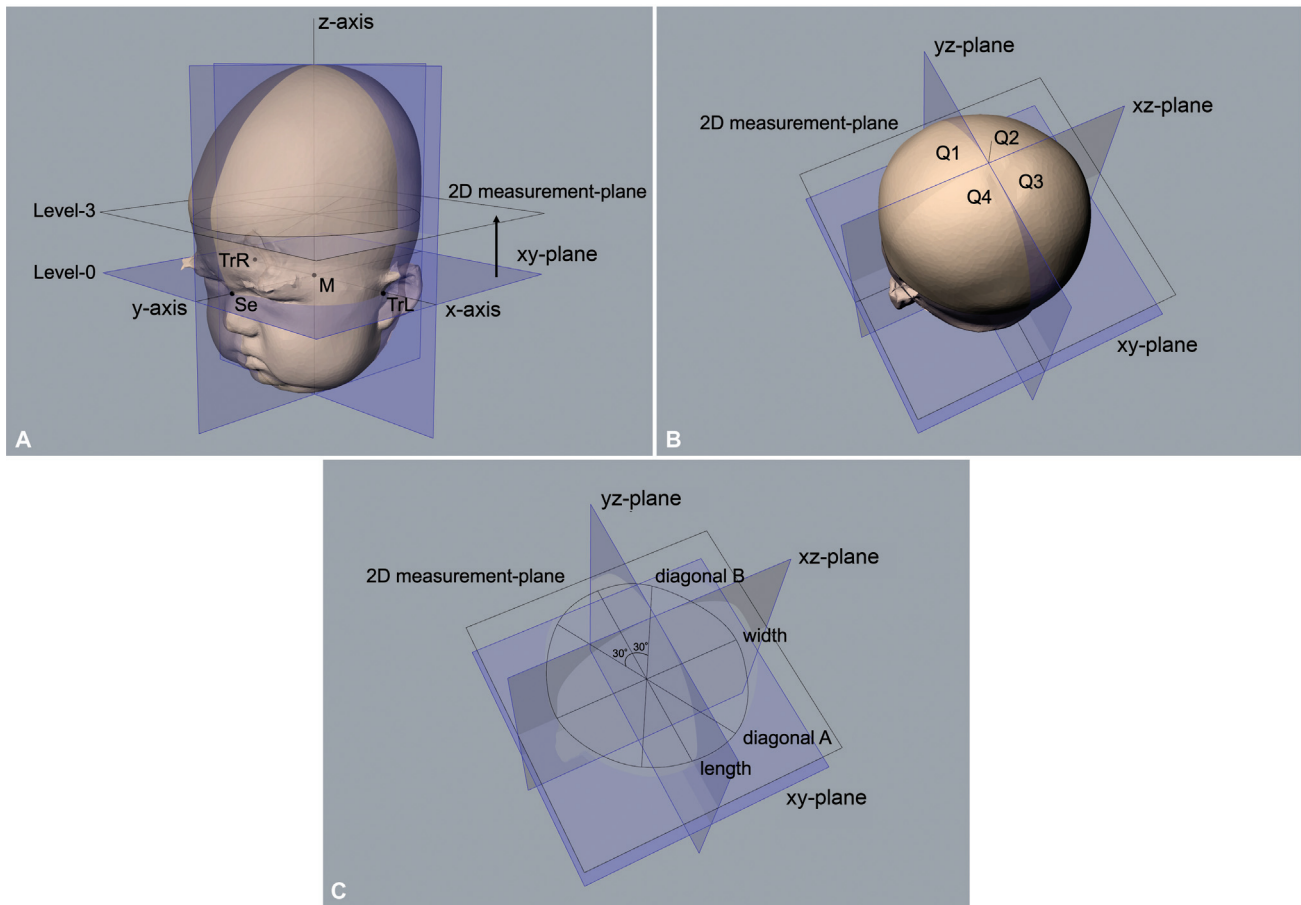 z-axis
2D measurement-plane
Level-3
xy-plane
TrR
Level-0
M
y-axis
Se
TrL
x-axis
A
yz-plane
xz-plane
2D measurement-plane
Q1
Q2
Q3
Q4
xy-plane
B
yz-plane
xz-plane
2D measurement-plane
diagonal B
width
30°
30°
diagonal A
length
xy-plane
C